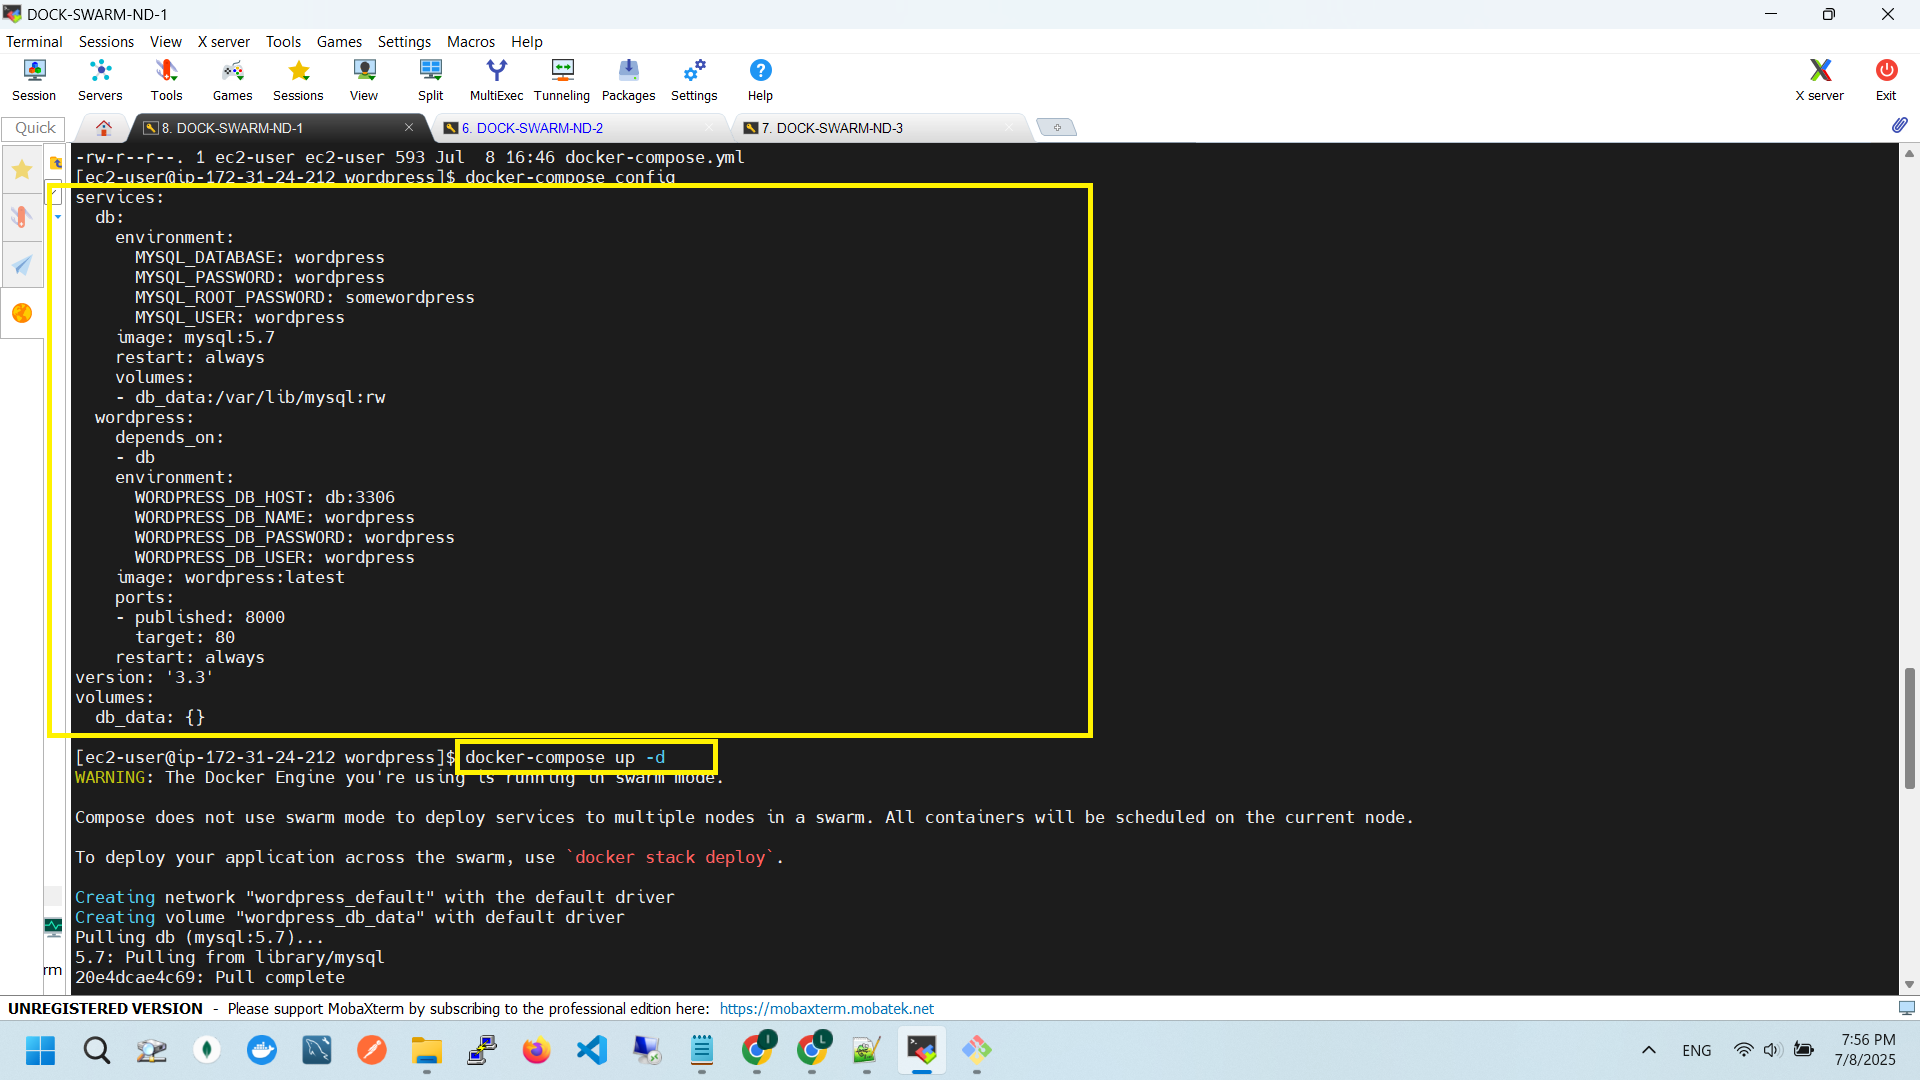 DOCK-SWARM-ND-1
Terminal Sessions View X server Tools Games Settings Macros Help
Session Servers Tools Games Sessions View Split MultiExec Tunneling Packages Settings Help X server Exit
Quick 8. DOCK-SWARM-ND-1 6. DOCK-SWARM-ND-2 7. DOCK-SWARM-ND-3
-rw-r--r--. 1 ec2-user ec2-user 593 Jul  8 16:46 docker-compose.yml
[ec2-user@ip-172-31-24-212 wordpress]$ docker-compose config
services:
  db:
    environment:
      MYSQL_DATABASE: wordpress
      MYSQL_PASSWORD: wordpress
      MYSQL_ROOT_PASSWORD: somewordpress
      MYSQL_USER: wordpress
    image: mysql:5.7
    restart: always
    volumes:
    - db_data:/var/lib/mysql:rw
  wordpress:
    depends_on:
    - db
    environment:
      WORDPRESS_DB_HOST: db:3306
      WORDPRESS_DB_NAME: wordpress
      WORDPRESS_DB_PASSWORD: wordpress
      WORDPRESS_DB_USER: wordpress
    image: wordpress:latest
    ports:
    - published: 8000
      target: 80
    restart: always
version: '3.3'
volumes:
  db_data: {}
[ec2-user@ip-172-31-24-212 wordpress]$ docker-compose up -d
WARNING: The Docker Engine you're using is running in swarm mode.
Compose does not use swarm mode to deploy services to multiple nodes in a swarm. All containers will be scheduled on the current node.
To deploy your application across the swarm, use `docker stack deploy`.
Creating network "wordpress_default" with the default driver
Creating volume "wordpress_db_data" with default driver
Pulling db (mysql:5.7)...
5.7: Pulling from library/mysql
rm
20e4dcae4c69: Pull complete
UNREGISTERED VERSION - Please support MobaXterm by subscribing to the professional edition here: https://mobaxterm.mobatek.net
I L
ENG
7:56 PM
7/8/2025